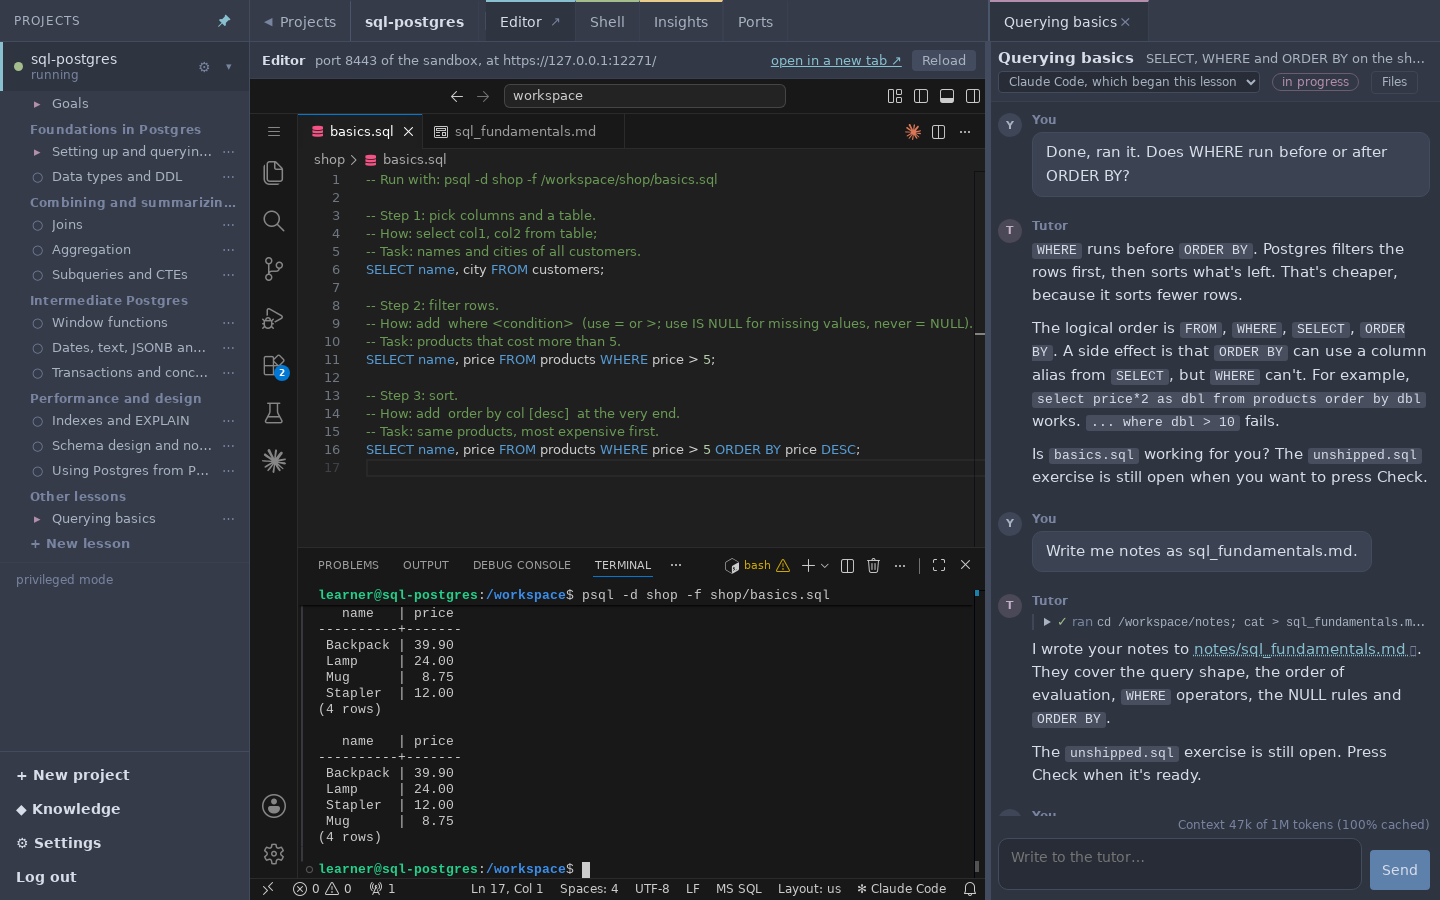 PROJECTS
sql-postgres
running
Goals
Foundations in Postgres
Setting up and queryin...
Data types and DDL
Combining and summarizin...
Joins
Aggregation
Subqueries and CTEs
Intermediate Postgres
Window functions
Dates, text, JSONB an...
Transactions and conc...
Performance and design
Indexes and EXPLAIN
Schema design and no...
Using Postgres from P...
Other lessons
Querying basics
+ New lesson
privileged mode
+ New project
◆ Knowledge
⚙ Settings
Log out
◀ Projects
sql-postgres
Editor ↗
Shell
Insights
Ports
Editor port 8443 of the sandbox, at https://127.0.0.1:12271/
open in a new tab ↗
Reload
workspace
basics.sql
sql_fundamentals.md
shop > basics.sql
1 -- Run with: psql -d shop -f /workspace/shop/basics.sql
2
3 -- Step 1: pick columns and a table.
4 -- How: select col1, col2 from table;
5 -- Task: names and cities of all customers.
6 SELECT name, city FROM customers;
7
8 -- Step 2: filter rows.
9 -- How: add  where <condition>  (use = or >; use IS NULL for missing values, never = NULL).
10 -- Task: products that cost more than 5.
11 SELECT name, price FROM products WHERE price > 5;
12
13 -- Step 3: sort.
14 -- How: add  order by col [desc]  at the very end.
15 -- Task: same products, most expensive first.
16 SELECT name, price FROM products WHERE price > 5 ORDER BY price DESC;
17
2
PROBLEMS
OUTPUT
DEBUG CONSOLE
TERMINAL
bash
learner@sql-postgres:/workspace$ psql -d shop -f shop/basics.sql
   name   | price
----------+-------
 Backpack | 39.90
 Lamp     | 24.00
 Mug      |  8.75
 Stapler  | 12.00
(4 rows)
   name   | price
----------+-------
 Backpack | 39.90
 Lamp     | 24.00
 Stapler  | 12.00
 Mug      |  8.75
(4 rows)
learner@sql-postgres:/workspace$
0 0 1
Ln 17, Col 1
Spaces: 4
UTF-8
LF
MS SQL
Layout: us
✻ Claude Code
Querying basics ×
Querying basics SELECT, WHERE and ORDER BY on the sh...
Claude Code, which began this lesson
in progress
Files
Y
You
Done, ran it. Does WHERE run before or after
ORDER BY?
T
Tutor
WHERE runs before ORDER BY. Postgres filters the
rows first, then sorts what's left. That's cheaper,
because it sorts fewer rows.
The logical order is FROM, WHERE, SELECT, ORDER
BY. A side effect is that ORDER BY can use a column
alias from SELECT, but WHERE can't. For example,
select price*2 as dbl from products order by dbl
works. ... where dbl > 10 fails.
Is basics.sql working for you? The unshipped.sql
exercise is still open when you want to press Check.
Y
You
Write me notes as sql_fundamentals.md.
T
Tutor
▶ ✓ ran cd /workspace/notes; cat > sql_fundamentals.m...
I wrote your notes to notes/sql_fundamentals.md.
They cover the query shape, the order of
evaluation, WHERE operators, the NULL rules and
ORDER BY.
The unshipped.sql exercise is still open. Press
Check when it's ready.
You
Context 47k of 1M tokens (100% cached)
Write to the tutor...
Send